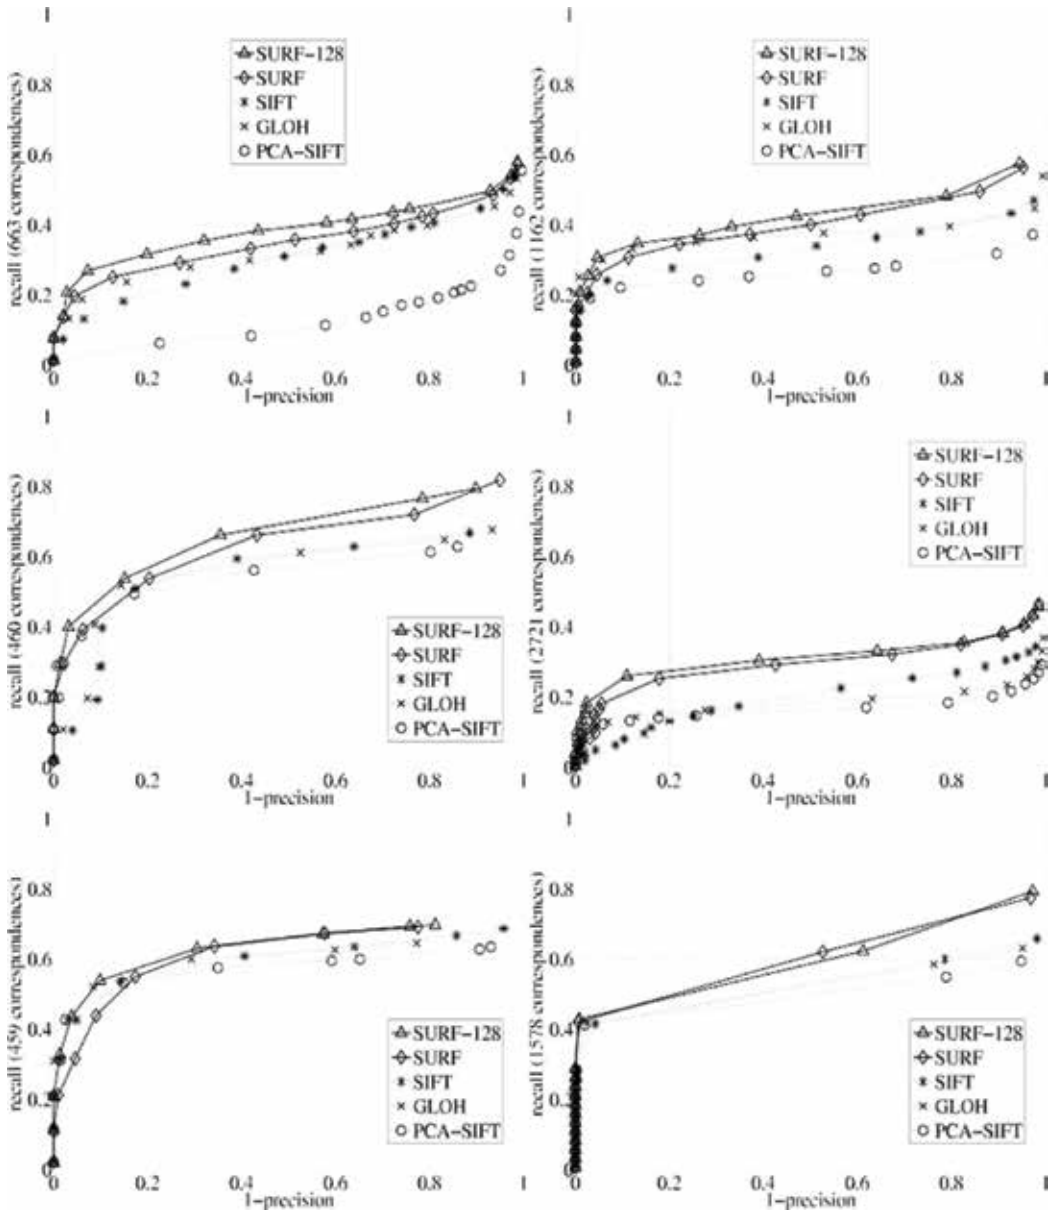 1
SURF-128
SURF
SIFT
GLOH
PCA-SIFT
0.8
0.6
0.4
0.2
0
recall (663 correspondences)
0 0.2 0.4 0.6 0.8 1
1-precision
1
SURF-128
SURF
SIFT
GLOH
PCA-SIFT
0.8
0.6
0.4
0.2
0
recall (1162 correspondences)
0 0.2 0.4 0.6 0.8 1
1-precision
1
0.8
0.6
0.4
0.2
0
recall (460 correspondences)
SURF-128
SURF
SIFT
GLOH
PCA-SIFT
0 0.2 0.4 0.6 0.8 1
1-precision
1
SURF-128
SURF
SIFT
GLOH
PCA-SIFT
0.8
0.6
0.4
0.2
0
recall (2721 correspondences)
0 0.2 0.4 0.6 0.8 1
1-precision
1
0.8
0.6
0.4
0.2
0
recall (459 correspondences)
SURF-128
SURF
SIFT
GLOH
PCA-SIFT
0 0.2 0.4 0.6 0.8 1
1-precision
1
0.8
0.6
0.4
0.2
0
recall (1578 correspondences)
SURF-128
SURF
SIFT
GLOH
PCA-SIFT
0 0.2 0.4 0.6 0.8 1
1-precision